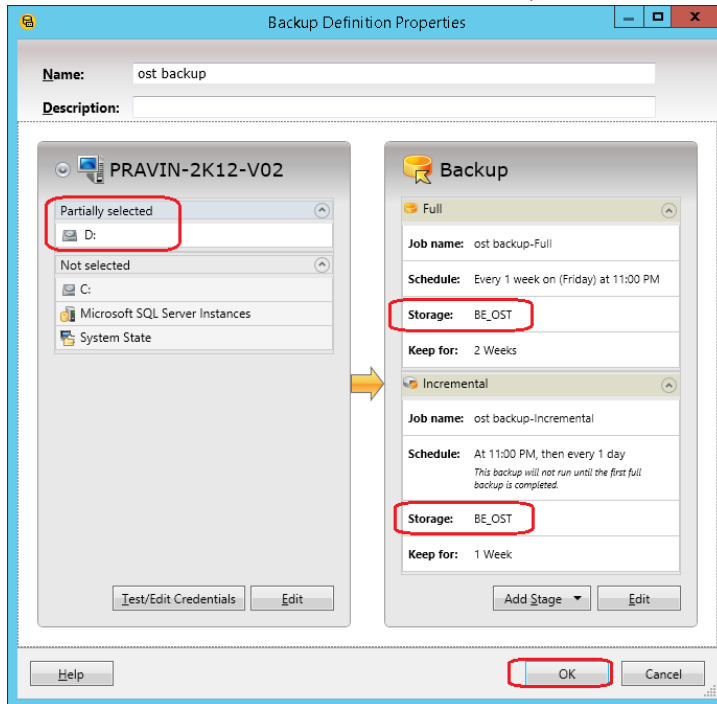 Backup Definition Properties
Name: ost backup
Description:
PRAVIN-2K12-V02
Partially selected
D:
Not selected
C:
Microsoft SQL Server Instances
System State
Test/Edit Credentials
Edit
Backup
Full
Job name: ost backup-Full
Schedule: Every 1 week on (Friday) at 11:00 PM
Storage: BE_OST
Keep for: 2 Weeks
Incremental
Job name: ost backup-Incremental
Schedule: At 11:00 PM, then every 1 day
This backup will not run until the first full
backup is completed.
Storage: BE_OST
Keep for: 1 Week
Add Stage
Edit
Help
OK
Cancel